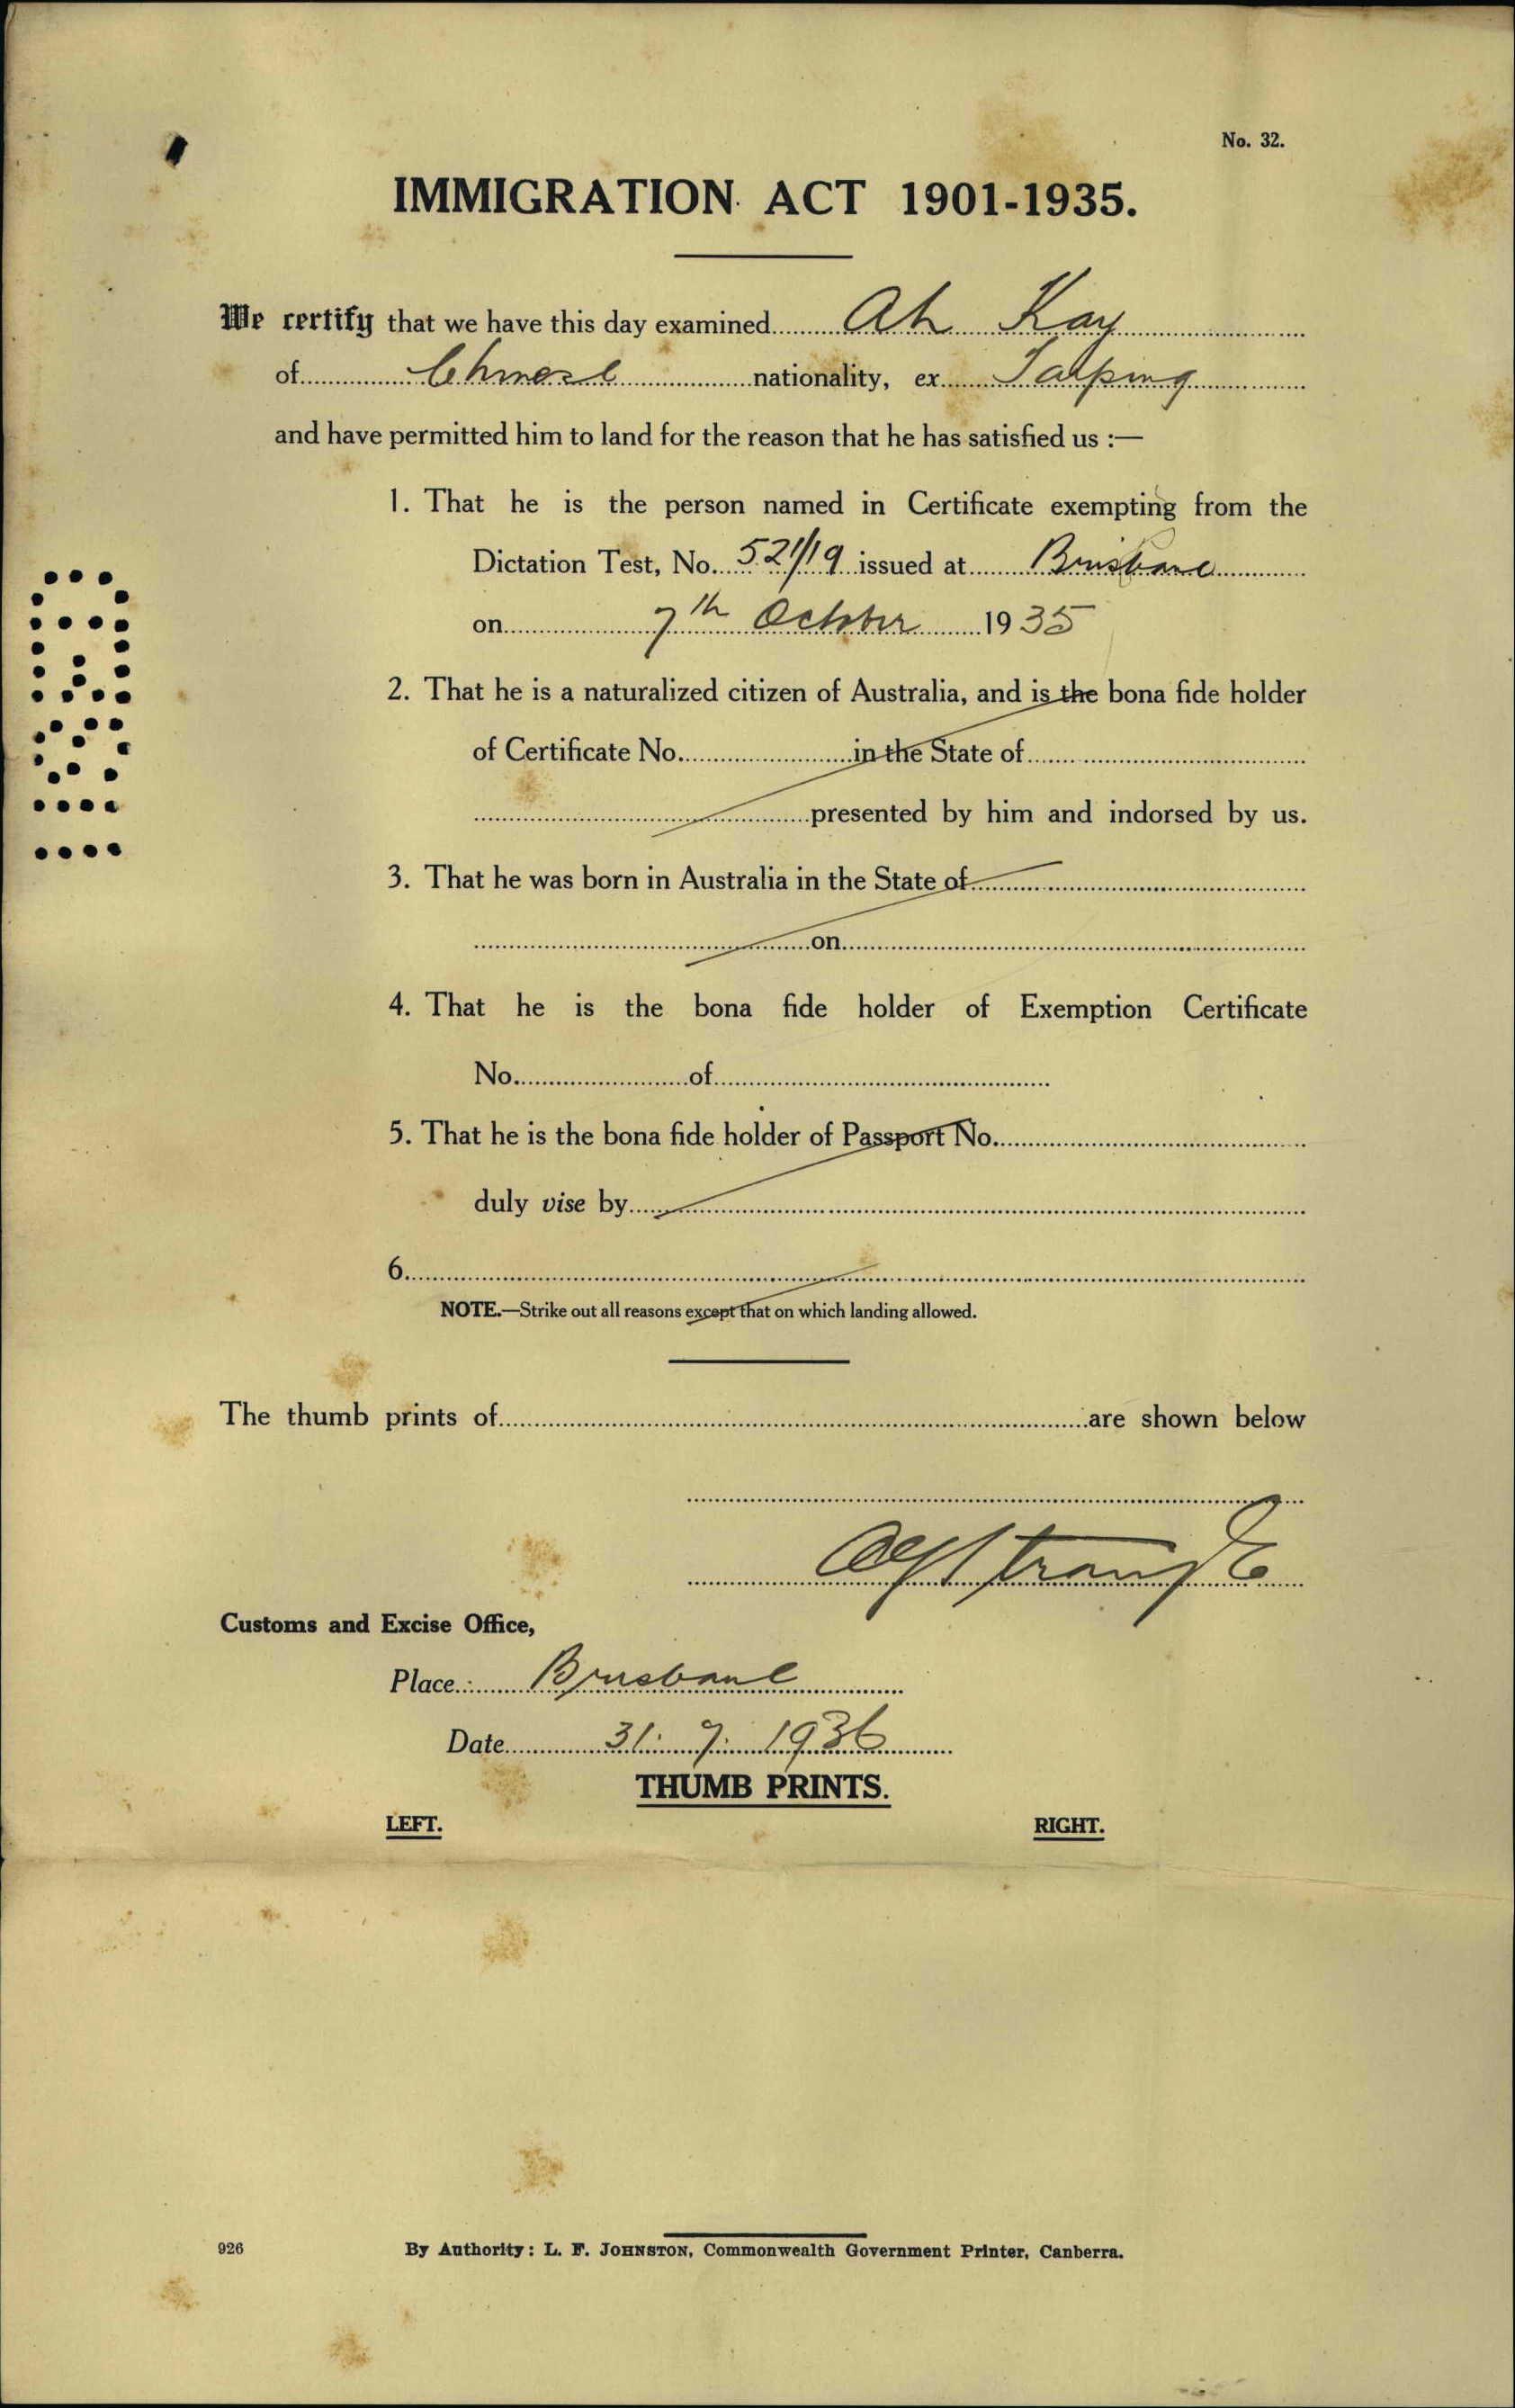 No. 32.
IMMIGRATION ACT 1901-1935.
We certify that we have this day examined Ah Kay
of Chinese nationality, ex Taiping
and have permitted him to land for the reason that he has satisfied us :—
1. That he is the person named in Certificate exempting from the
Dictation Test, No. 521/19 issued at Brisbane
on 7th October 1935
2. That he is a naturalized citizen of Australia, and is the bona fide holder
of Certificate No. in the State of
presented by him and indorsed by us.
3. That he was born in Australia in the State of
on
4. That he is the bona fide holder of Exemption Certificate
No. of
5. That he is the bona fide holder of Passport No.
duly vise by
6.
NOTE.—Strike out all reasons except that on which landing allowed.
The thumb prints of are shown below
Customs and Excise Office,
Place Brisbane
Date 31. 7. 1936
THUMB PRINTS.
LEFT. RIGHT.
926 By Authority: L. F. JOHNSTON, Commonwealth Government Printer, Canberra.